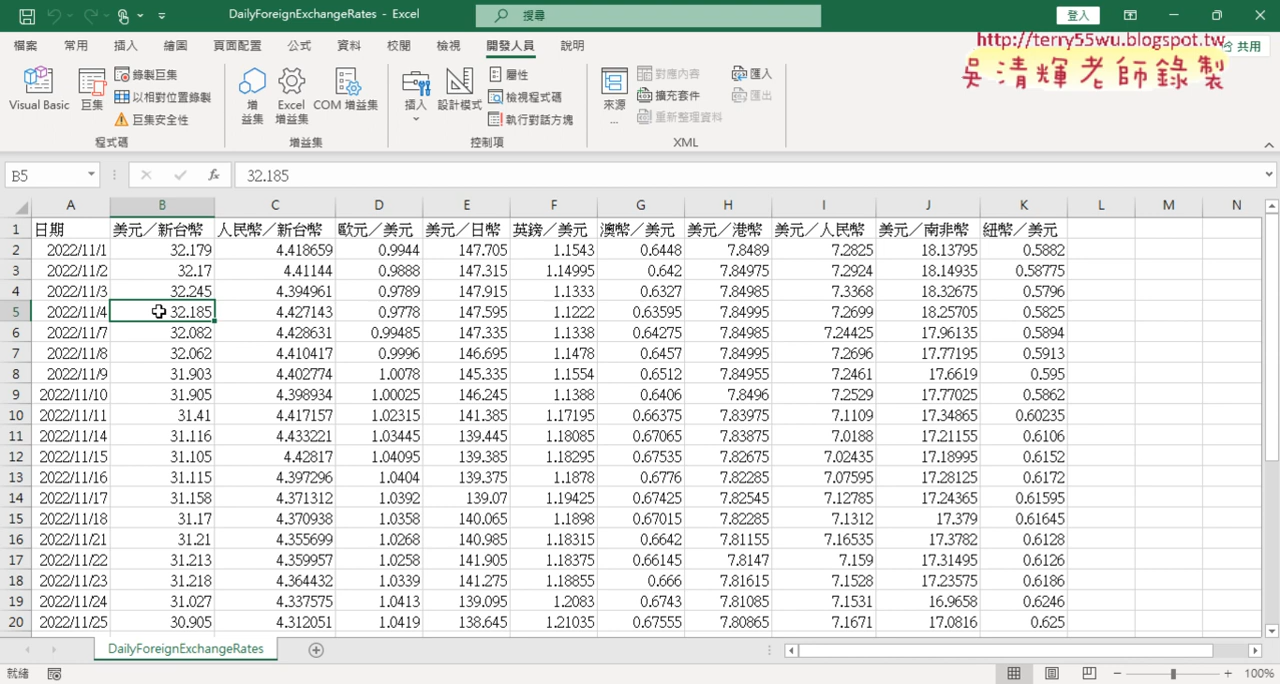 DailyForeignExchangeRates - Excel
搜尋
登入
檔案 常用 插入 繪圖 頁面配置 公式 資料 校閱 檢視 開發人員 說明
共用
http://terry55wu.blogspot.tw
吳清輝老師錄製
Visual Basic
巨集
錄製巨集
以相對位置錄製
巨集安全性
程式碼
增益集
Excel 增益集
COM 增益集
增益集
插入
設計模式
屬性
檢視程式碼
執行對話方塊
控制項
來源
...
對應內容
擴充套件
重新整理資料
匯入
匯出
XML
B5
fx
32.185
A B C D E F G H I J K L M N
1 日期 美元／新台幣 人民幣／新台幣 歐元／美元 美元／日幣 英鎊／美元 澳幣／美元 美元／港幣 美元／人民幣 美元／南非幣 紐幣／美元
2 2022/11/1 32.179 4.418659 0.9944 147.705 1.1543 0.6448 7.8489 7.2825 18.13795 0.5882
3 2022/11/2 32.17 4.41144 0.9888 147.315 1.14995 0.642 7.84975 7.2924 18.14935 0.58775
4 2022/11/3 32.245 4.394961 0.9789 147.915 1.1333 0.6327 7.84985 7.3368 18.32675 0.5796
5 2022/11/4 32.185 4.427143 0.9778 147.595 1.1222 0.63595 7.84985 7.2699 18.25705 0.5825
6 2022/11/7 32.082 4.428631 0.99485 147.335 1.1338 0.64275 7.84995 7.24425 17.96135 0.5894
7 2022/11/8 32.062 4.410417 0.9996 146.695 1.1478 0.6457 7.84995 7.2696 17.77195 0.5913
8 2022/11/9 31.903 4.402774 1.0078 145.335 1.1554 0.6512 7.84955 7.2461 17.6619 0.595
9 2022/11/10 31.905 4.398934 1.00025 146.245 1.1388 0.6406 7.8496 7.2529 17.77025 0.5862
10 2022/11/11 31.41 4.417157 1.02315 141.385 1.17195 0.66375 7.83975 7.1109 17.34865 0.60235
11 2022/11/14 31.116 4.433221 1.03445 139.445 1.18085 0.67065 7.83875 7.0188 17.21155 0.6106
12 2022/11/15 31.105 4.42817 1.04095 139.385 1.18295 0.67535 7.82675 7.02435 17.18995 0.6152
13 2022/11/16 31.115 4.397296 1.0404 139.375 1.1878 0.6776 7.82285 7.07595 17.28125 0.6172
14 2022/11/17 31.158 4.371312 1.0392 139.07 1.19425 0.67425 7.82545 7.12785 17.24365 0.61595
15 2022/11/18 31.17 4.370938 1.0358 140.065 1.1898 0.67015 7.82285 7.1312 17.379 0.61645
16 2022/11/21 31.21 4.355699 1.0268 140.985 1.18315 0.6642 7.81155 7.16535 17.3782 0.6128
17 2022/11/22 31.213 4.359957 1.0258 141.905 1.18375 0.66145 7.8147 7.159 17.31495 0.6126
18 2022/11/23 31.218 4.364432 1.0339 141.275 1.18855 0.666 7.81615 7.1528 17.23575 0.6186
19 2022/11/24 31.027 4.337575 1.0413 139.095 1.2083 0.6743 7.81085 7.1531 16.9658 0.6246
20 2022/11/25 30.905 4.312051 1.0419 138.645 1.21035 0.67555 7.80865 7.1671 17.0816 0.625
DailyForeignExchangeRates
就緒
100%